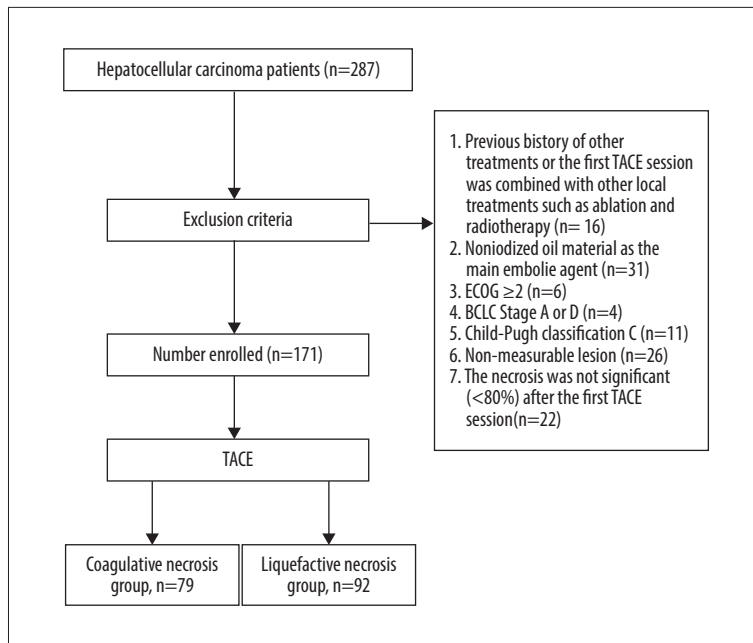 Hepatocellular carcinoma patients (n=287)
Exclusion criteria
1. Previous bistory of other
treatments or the first TACE session
was combined with other local
treatments such as ablation and
radiotherapy (n= 16)
2. Noniodized oil material as the
main embolie agent (n=31)
3. ECOG ≥2 (n=6)
4. BCLC Stage A or D (n=4)
5. Child-Pugh classification C (n=11)
6. Non-measurable lesion (n=26)
7. The necrosis was not significant
(<80%) after the first TACE
session(n=22)
Number enrolled (n=171)
TACE
Coagulative necrosis
group, n=79
Liquefactive necrosis
group, n=92